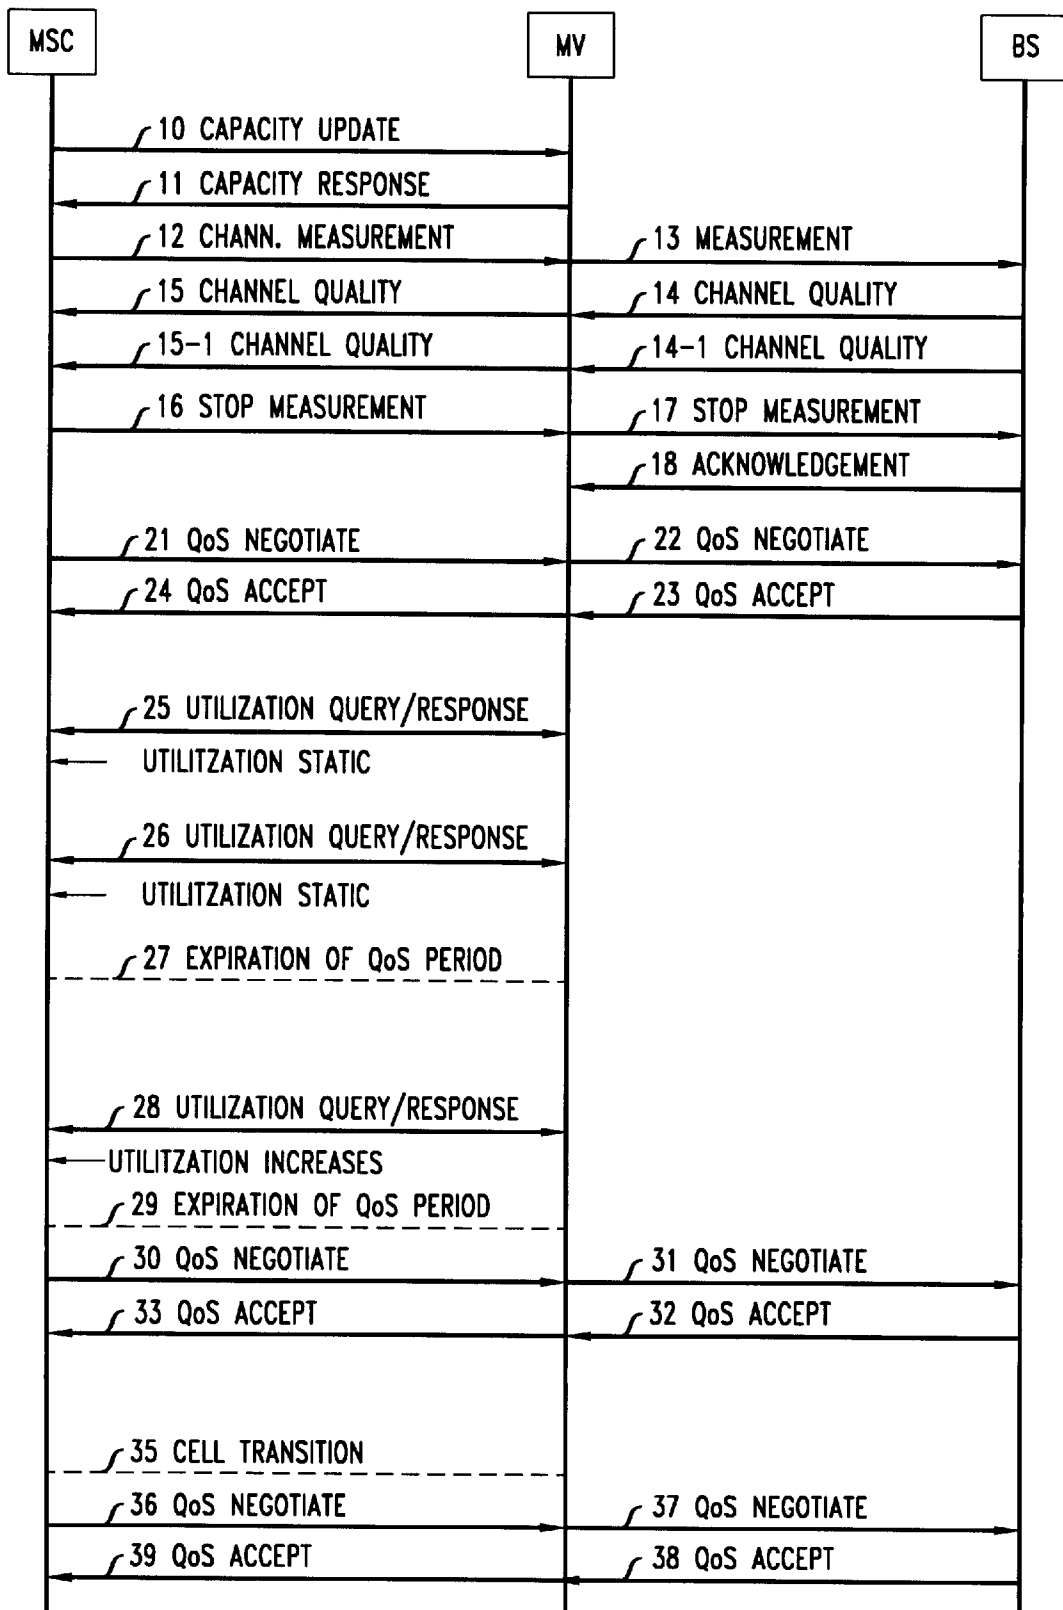 MSC
MV
BS
10 CAPACITY UPDATE
11 CAPACITY RESPONSE
12 CHANN. MEASUREMENT
13 MEASUREMENT
15 CHANNEL QUALITY
14 CHANNEL QUALITY
15-1 CHANNEL QUALITY
14-1 CHANNEL QUALITY
16 STOP MEASUREMENT
17 STOP MEASUREMENT
18 ACKNOWLEDGEMENT
21 QoS NEGOTIATE
22 QoS NEGOTIATE
24 QoS ACCEPT
23 QoS ACCEPT
25 UTILIZATION QUERY/RESPONSE
UTILITZATION STATIC
26 UTILIZATION QUERY/RESPONSE
UTILITZATION STATIC
27 EXPIRATION OF QoS PERIOD
28 UTILIZATION QUERY/RESPONSE
UTILITZATION INCREASES
29 EXPIRATION OF QoS PERIOD
30 QoS NEGOTIATE
31 QoS NEGOTIATE
33 QoS ACCEPT
32 QoS ACCEPT
35 CELL TRANSITION
36 QoS NEGOTIATE
37 QoS NEGOTIATE
39 QoS ACCEPT
38 QoS ACCEPT